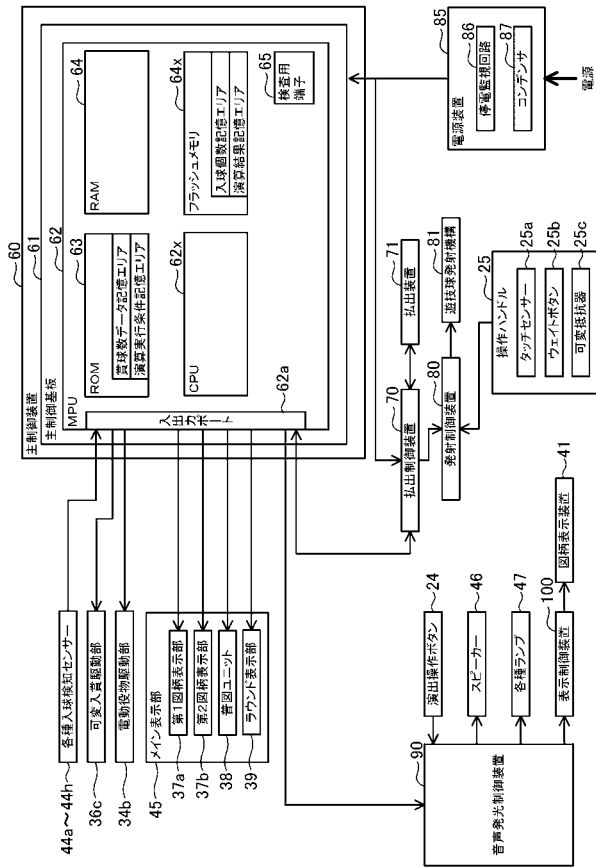 60
主制御装置
61
主制御基板
62
MPU
63
ROM
賞球数データ記憶エリア
演算実行条件記憶エリア
64
RAM
62x
CPU
64x
フラッシュメモリ
入球個数記憶エリア
演算結果記憶エリア
65
検査用
端子
62a
入出力ポート
44a〜44h
各種入球検知センサー
36c
可変入賞駆動部
34b
電動役物駆動部
45
メイン表示部
37a
第1図柄表示部
37b
第2図柄表示部
38
普図ユニット
39
ラウンド表示部
70
払出制御装置
71
払出装置
80
発射制御装置
81
遊技球発射機構
25
操作ハンドル
タッチセンサー
25a
ウェイトボタン
25b
可変抵抗器
25c
85
電源装置
86
停電監視回路
87
コンデンサ
電源
90
音声発光制御装置
24
演出操作ボタン
46
スピーカー
47
各種ランプ
100
表示制御装置
41
図柄表示装置